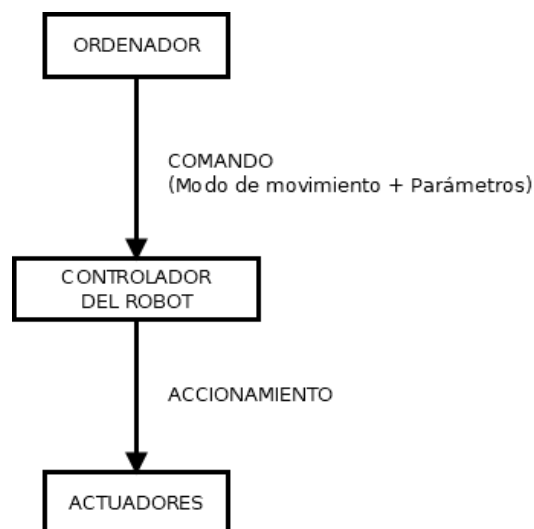 ORDENADOR
COMANDO
(Modo de movimiento + Parámetros)
CONTROLADOR
DEL ROBOT
ACCIONAMIENTO
ACTUADORES